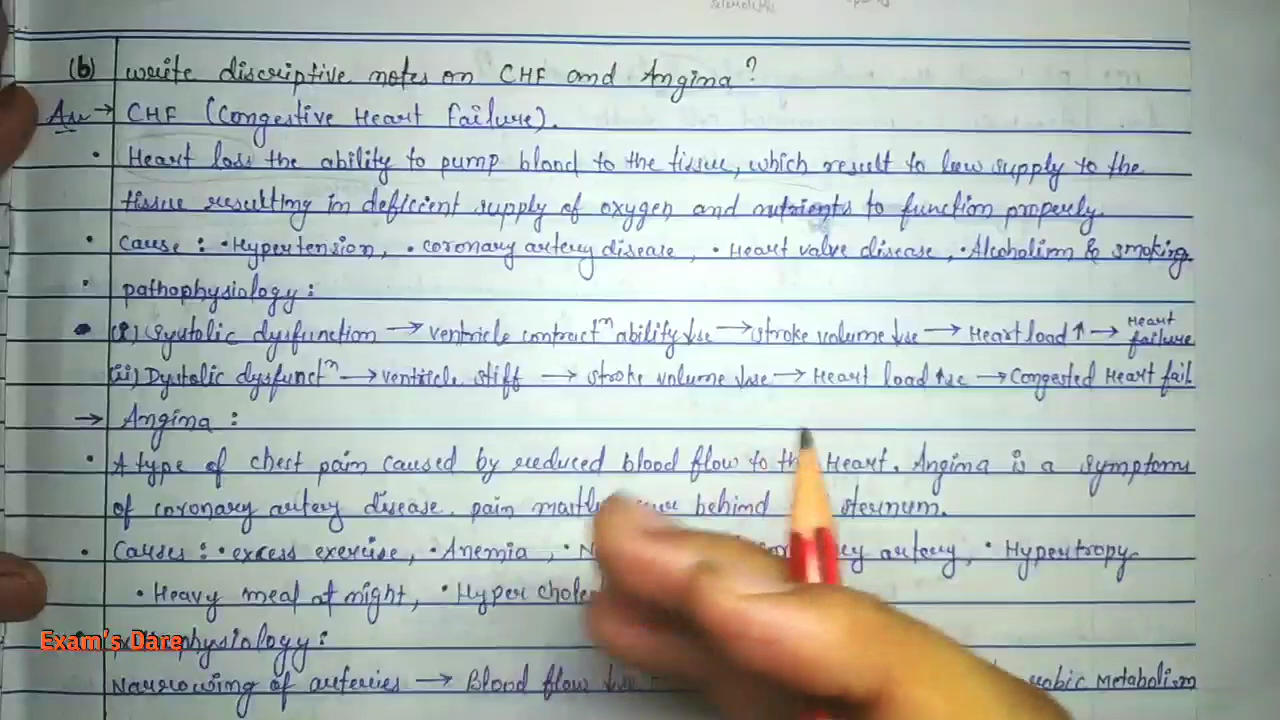 (b) write discriptive notes on CHF and Angina?
Ans → CHF (Congestive Heart Failure).
• Heart loss the ability to pump bland to the tissue, which result to low supply to the
tissue resulting in deficient supply of oxygen and nutrients to function properly.
• Cause : • Hypertension, • coronary artery disease, • Heart valve disease, • Alcoholism & smoking
• pathophysiology :
• (i) Systolic dysfunction → ventricle contractⁿ ability ↓se → stroke volume ↓se → Heart load ↑ → Heart failure
(ii) Dystolic dysfunctⁿ → ventricle stiff → stroke volume ↓se → Heart load ↑se → Congested Heart fail
→ Angina :
• A type of chest pain caused by reduced blood flow to Heart. Angina is a symptoms
of coronary artery disease. pain behind sternum.
• Causes : • excess exercise, • Anemia, • artery, • Hypertropy
• Heavy meal at night, • Hyper
physiology :
Exam's Dare
Narrowing of arteries → Blood flow ↓se Metabolism